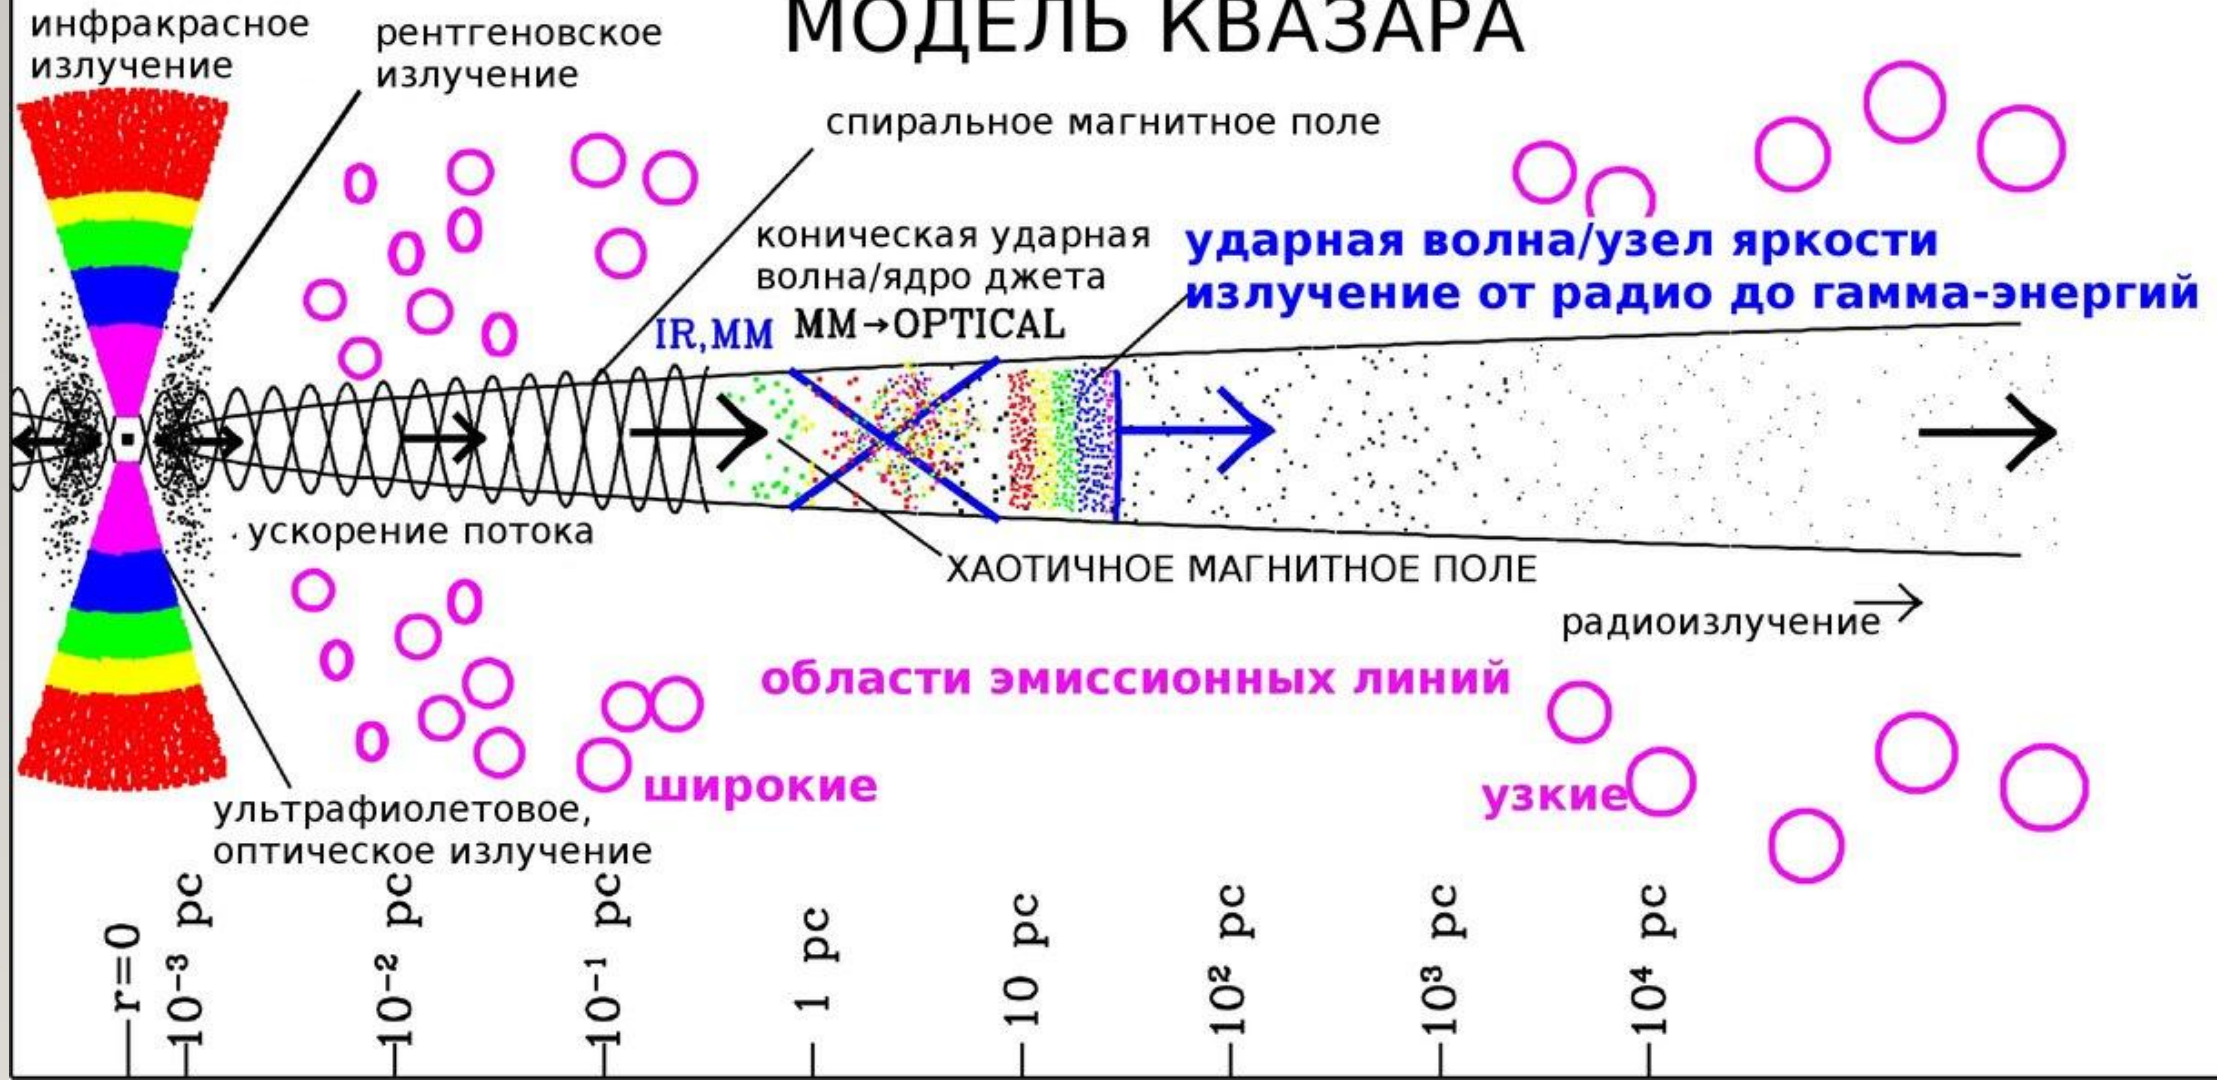 МОДЕЛЬ КВАЗАРА
инфракрасное
излучение
рентгеновское
излучение
спиральное магнитное поле
коническая ударная
волна/ядро джета
ударная волна/узел яркости
излучение от радио до гамма-энергий
IR,MM
MM→OPTICAL
ускорение потока
ХАОТИЧНОЕ МАГНИТНОЕ ПОЛЕ
радиоизлучение
области эмиссионных линий
широкие
узкие
ультрафиолетовое,
оптическое излучение
r=0
10⁻³ pc
10⁻² pc
10⁻¹ pc
1 pc
10 pc
10² pc
10³ pc
10⁴ pc